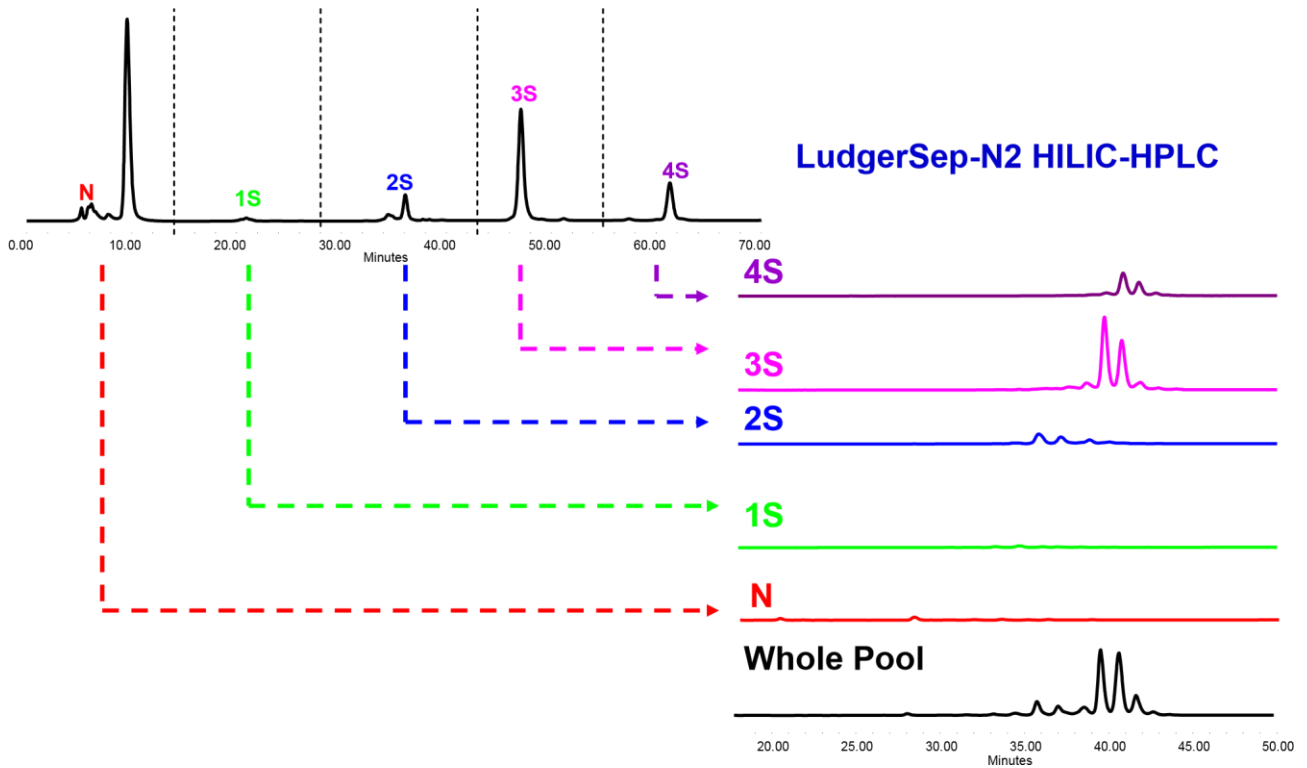 N
1S
2S
3S
4S
0.00 10.00 20.00 30.00 40.00 50.00 60.00 70.00
Minutes
LudgerSep-N2 HILIC-HPLC
4S
3S
2S
1S
N
Whole Pool
20.00 25.00 30.00 35.00 40.00 45.00 50.00
Minutes